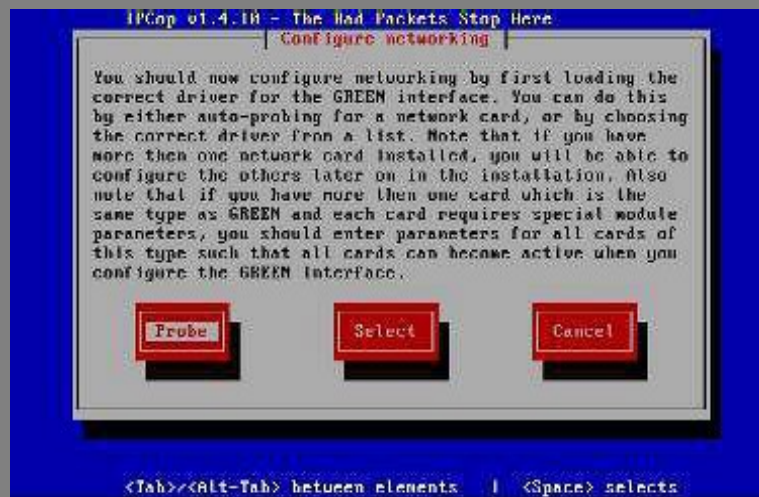 IPCop v1.4.10 - The Bad Packets Stop Here
Configure networking
You should now configure networking by first loading the
correct driver for the GREEN interface. You can do this
by either auto-probing for a network card, or by choosing
the correct driver from a list. Note that if you have
more then one network card installed, you will be able to
configure the others later on in the installation. Also
note that if you have more then one card which is the
same type as GREEN and each card requires special module
parameters, you should enter parameters for all cards of
this type such that all cards can become active when you
configure the GREEN interface.
Probe
Select
Cancel
<Tab>/<Alt-Tab> between elements | <Space> selects